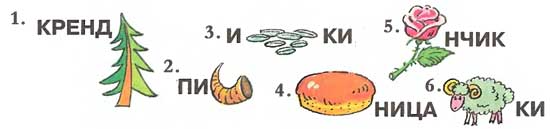 1. КРЕНД
2. ПИ
3. И КИ
4. НИЦА
5. НЧИК
6. КИ